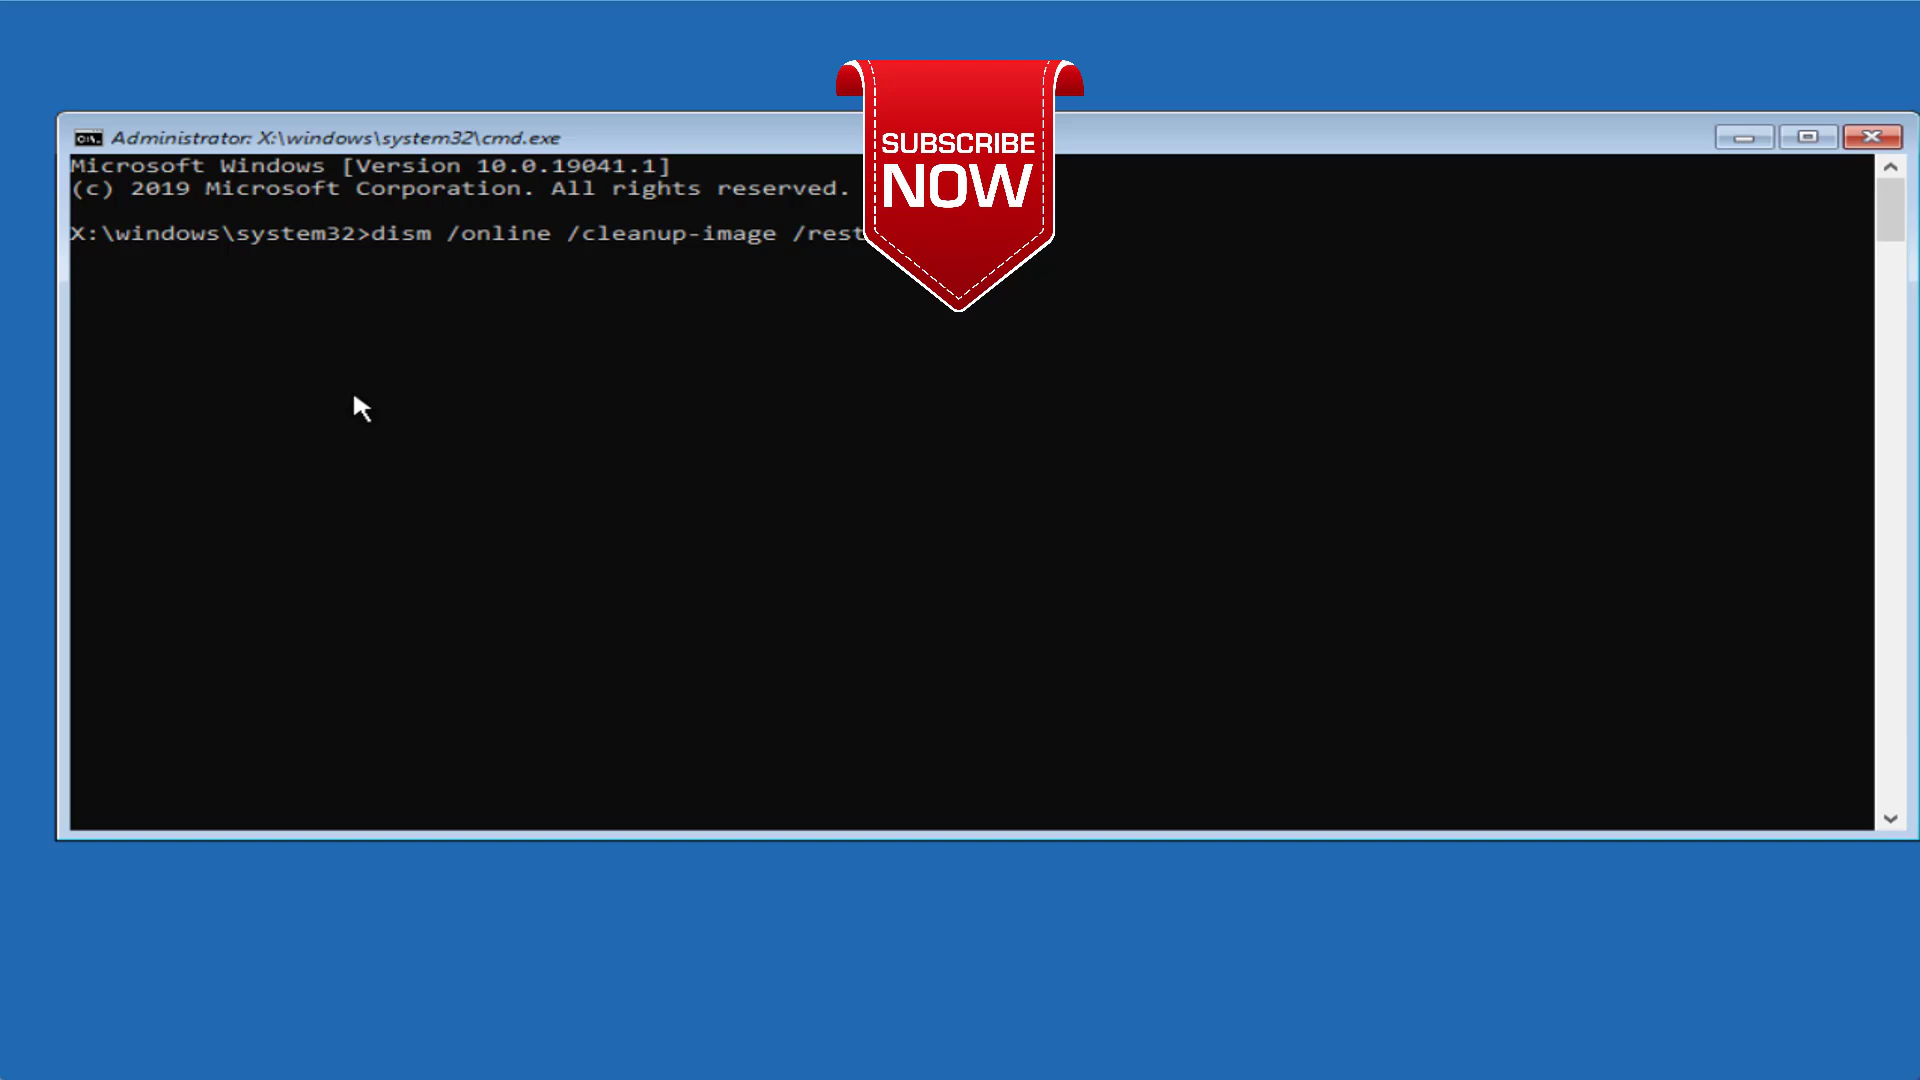 Administrator: X:\windows\system32\cmd.exe
Microsoft Windows [Version 10.0.19041.1]
(c) 2019 Microsoft Corporation. All rights reserved.
X:\windows\system32>dism /online /cleanup-image /rest
SUBSCRIBE
NOW